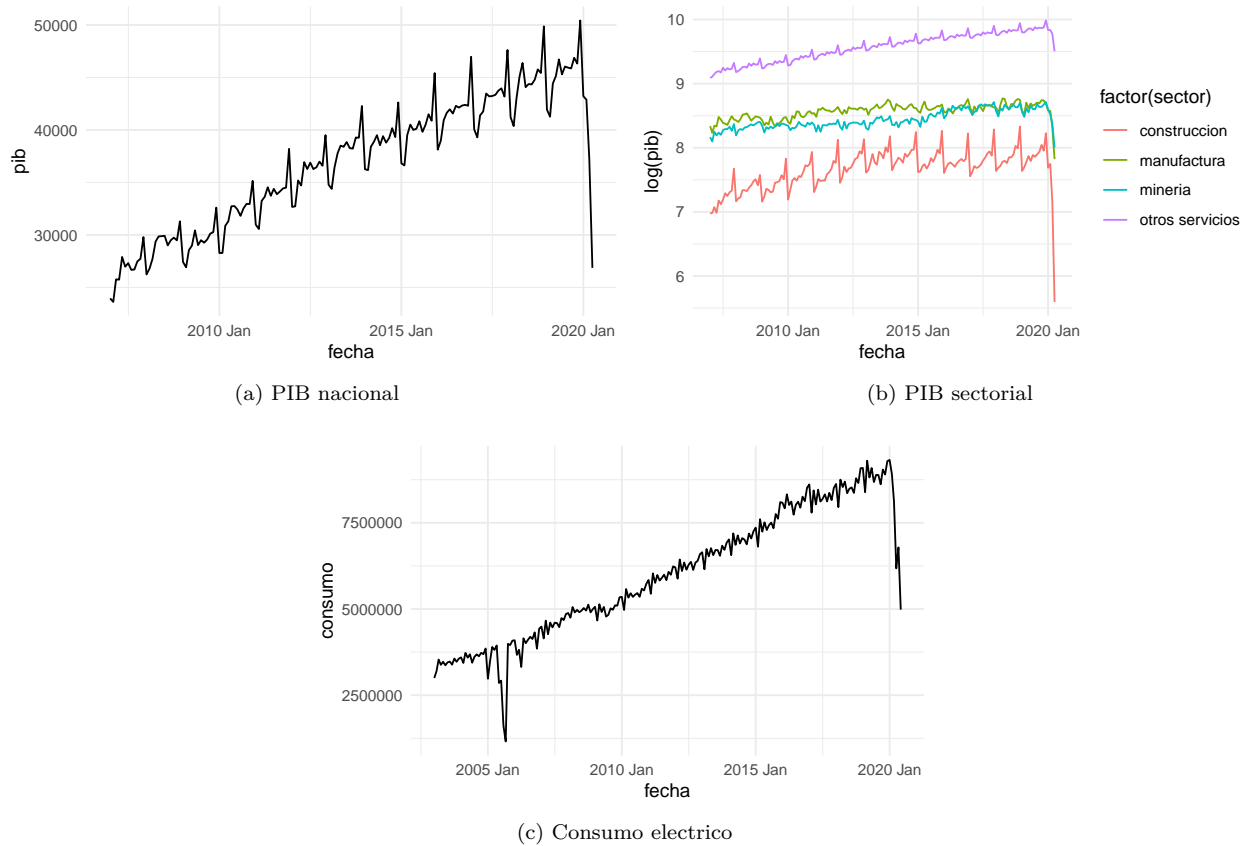 pib
50000
40000
30000
2010 Jan
2015 Jan
2020 Jan
fecha
(a) PIB nacional
log(pib)
10
9
8
7
6
2010 Jan
2015 Jan
2020 Jan
fecha
factor(sector)
construccion
manufactura
mineria
otros servicios
(b) PIB sectorial
consumo
7500000
5000000
2500000
2005 Jan
2010 Jan
2015 Jan
2020 Jan
fecha
(c) Consumo electrico